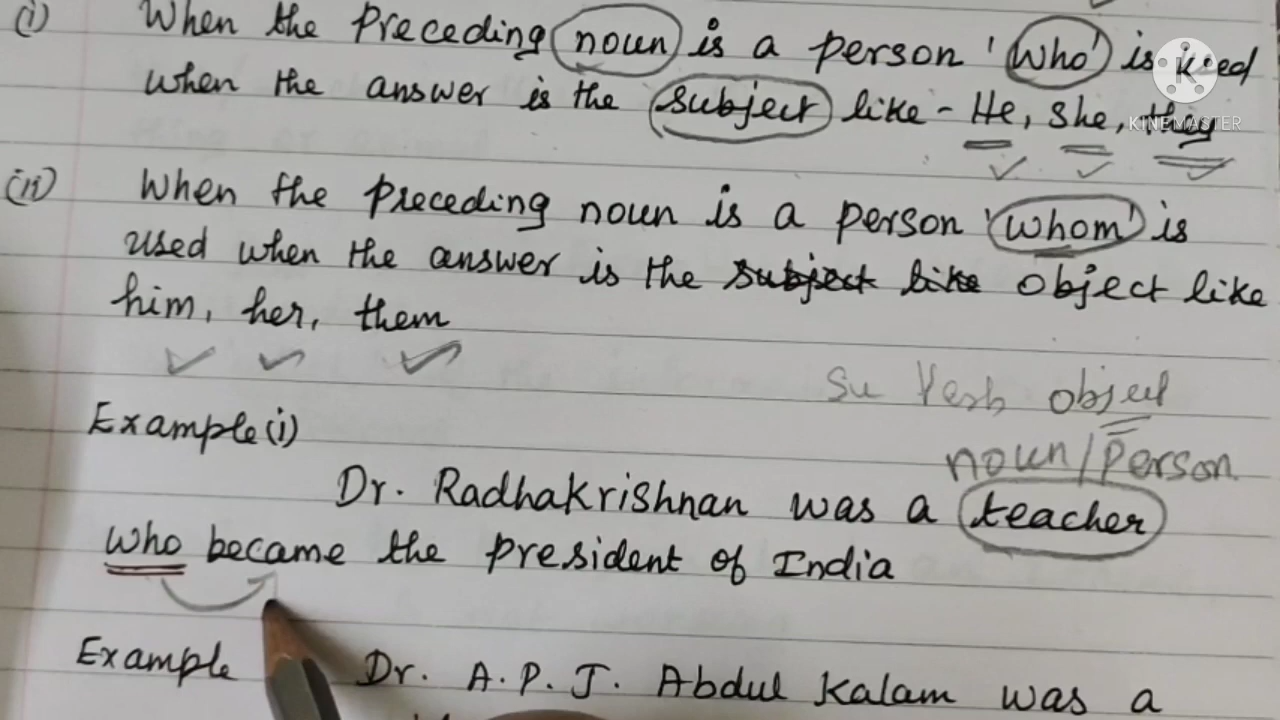 (i) When the preceding noun is a person 'who' is used
when the answer is the subject like - He, she, they
(ii) When the preceding noun is a person 'whom' is
used when the answer is the subject like object like
him, her, them
Su Verb object
noun/Person
Example (i)
Dr. Radhakrishnan was a teacher
who became the president of India
Example Dr. A.P.J. Abdul Kalam was a
K
KINEMASTER